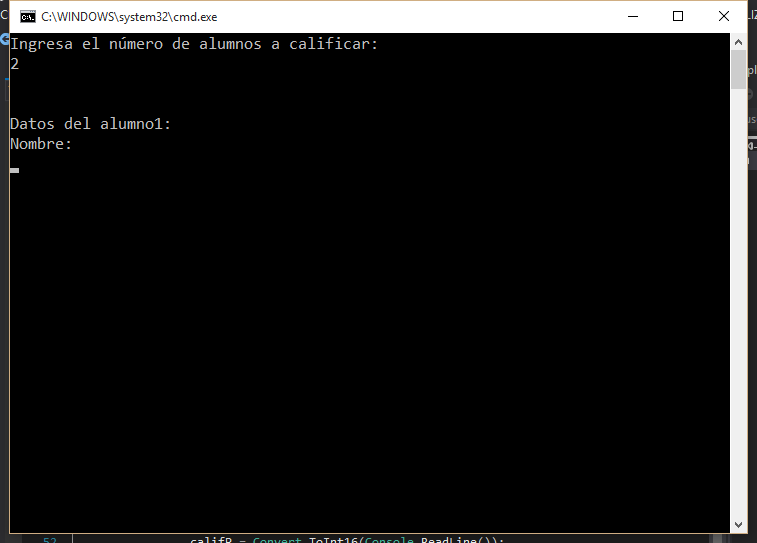 C:\WINDOWS\system32\cmd.exe
Ingresa el número de alumnos a calificar:
2
Datos del alumno1:
Nombre:
52 califP = Convert.ToInt16(Console.ReadLine());